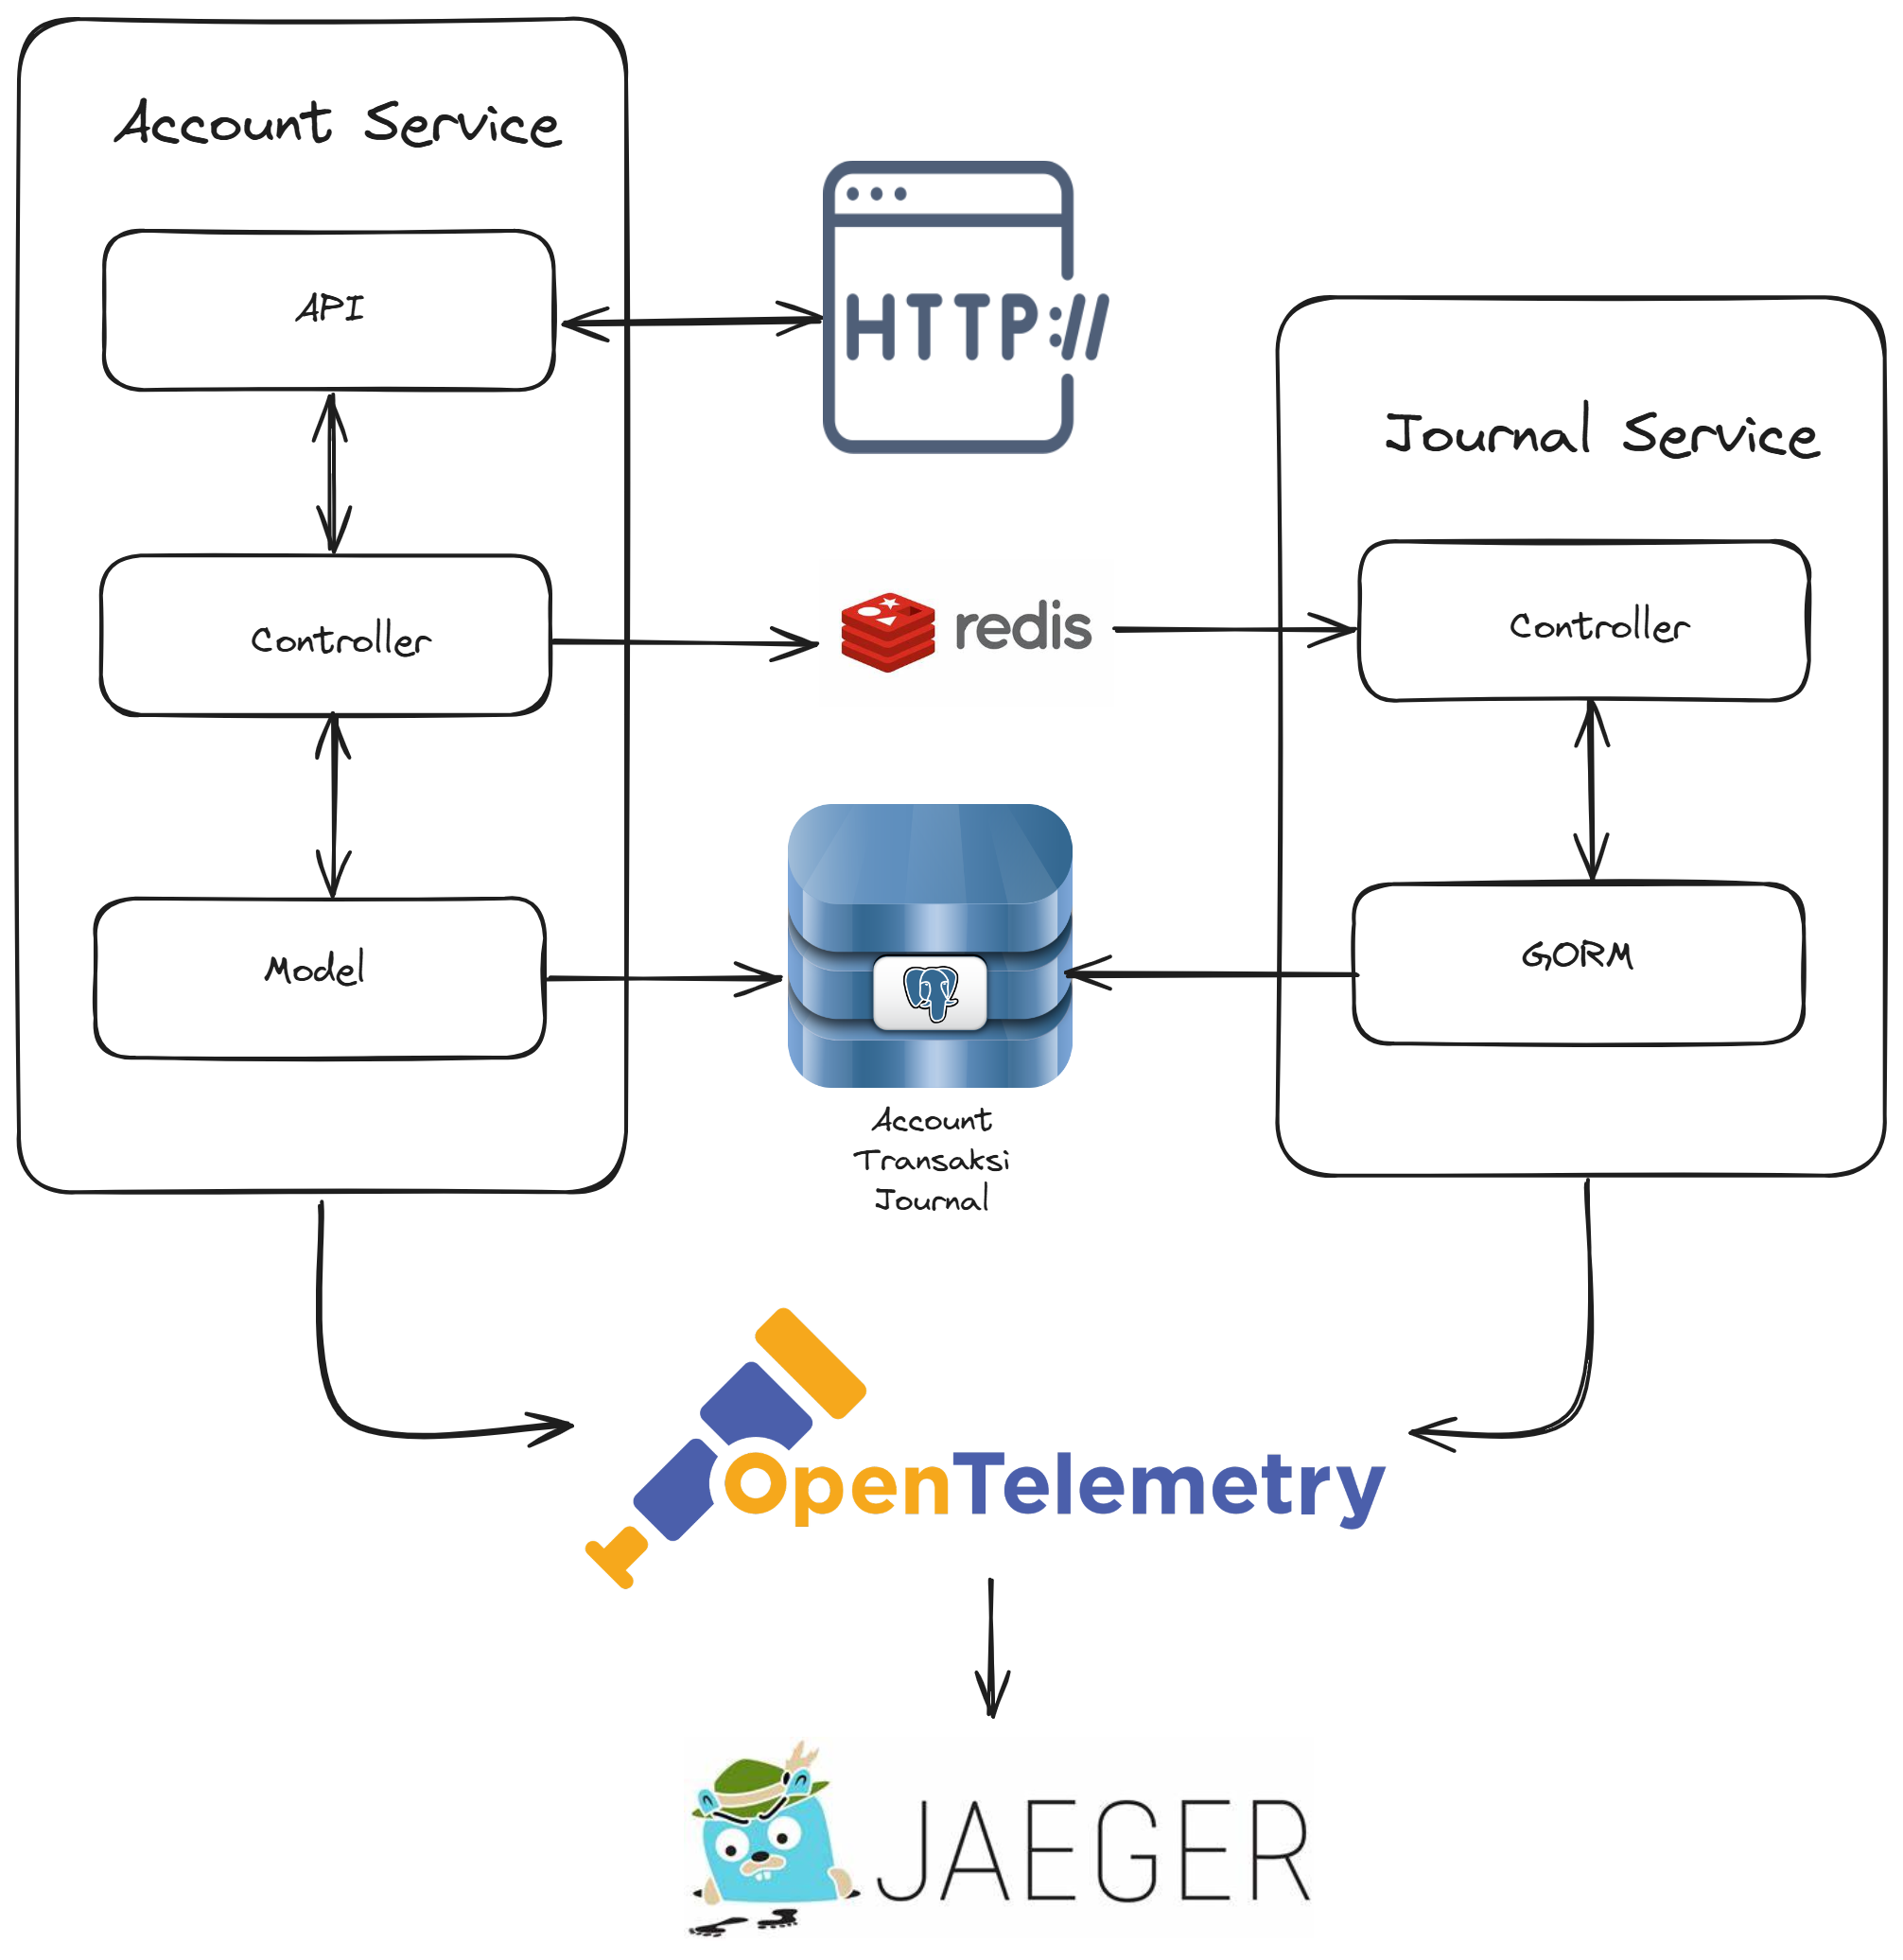 Account Service
API
HTTP://
Journal Service
Controller
redis
Controller
Model
GORM
Account
Transaksi
Journal
OpenTelemetry
JAEGER